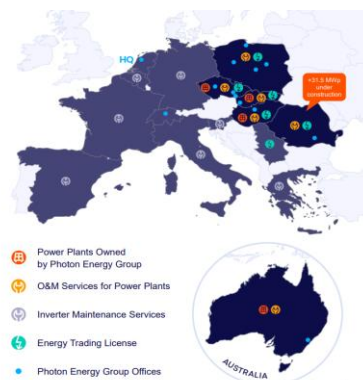 HQ
+31.5 MWp
under
construction
Power Plants Owned
by Photon Energy Group
O&M Services for Power Plants
Inverter Maintenance Services
Energy Trading License
Photon Energy Group Offices
AUSTRALIA